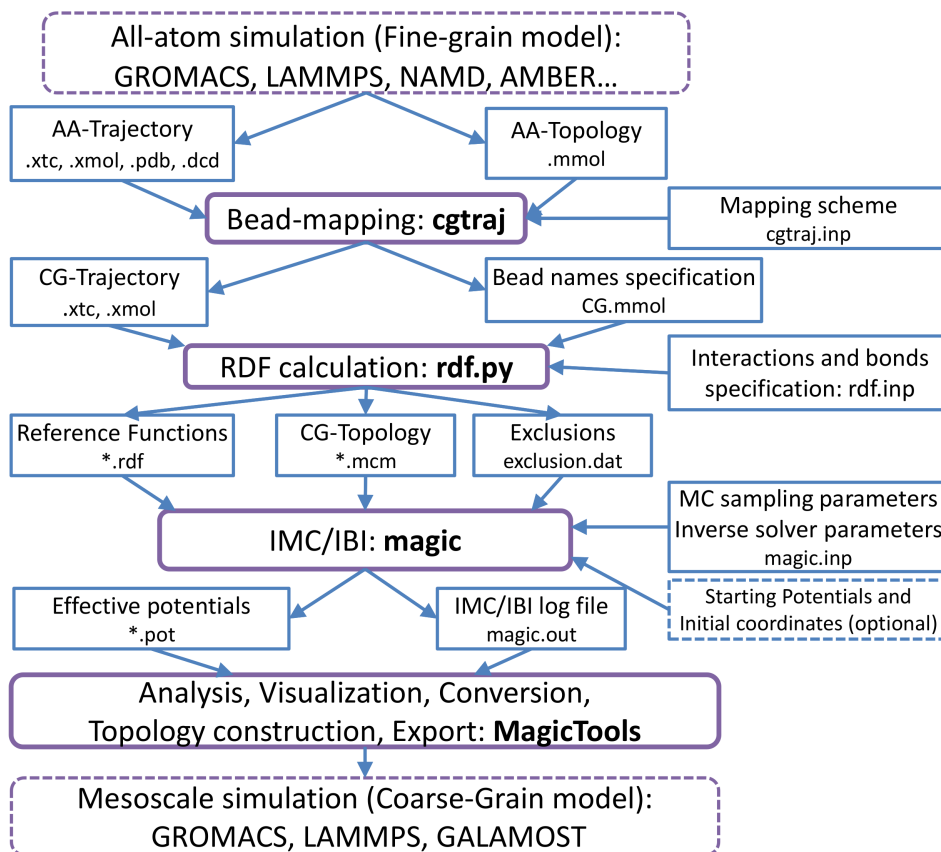 All-atom simulation (Fine-grain model):
GROMACS, LAMMPS, NAMD, AMBER...
AA-Trajectory
.xtc, .xmol, .pdb, .dcd
AA-Topology
.mmol
Bead-mapping: cgtraj
Mapping scheme
cgtraj.inp
CG-Trajectory
.xtc, .xmol
Bead names specification
CG.mmol
RDF calculation: rdf.py
Interactions and bonds
specification: rdf.inp
Reference Functions
*.rdf
CG-Topology
*.mcm
Exclusions
exclusion.dat
IMC/IBI: magic
MC sampling parameters
Inverse solver parameters
magic.inp
Starting Potentials and
Initial coordinates (optional)
Effective potentials
*.pot
IMC/IBI log file
magic.out
Analysis, Visualization, Conversion,
Topology construction, Export: MagicTools
Mesoscale simulation (Coarse-Grain model):
GROMACS, LAMMPS, GALAMOST